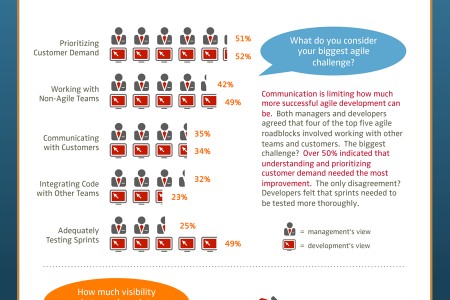 Prioritizing
Customer Demand
51%
52%
Working with
Non-Agile Teams
42%
49%
Communicating
with Customers
35%
34%
Integrating Code
with Other Teams
32%
23%
Adequately
Testing Sprints
25%
49%
What do you consider
your biggest agile
challenge?
Communication is limiting how much
more successful agile development can
be. Both managers and developers
agreed that four of the top five agile
roadblocks involved working with other
teams and customers. The biggest
challenge? Over 50% indicated that
understanding and prioritizing
customer demand needed the most
improvement. The only disagreement?
Developers felt that sprints needed to
be tested more thoroughly.
= management's view
= development's view
How much visibility